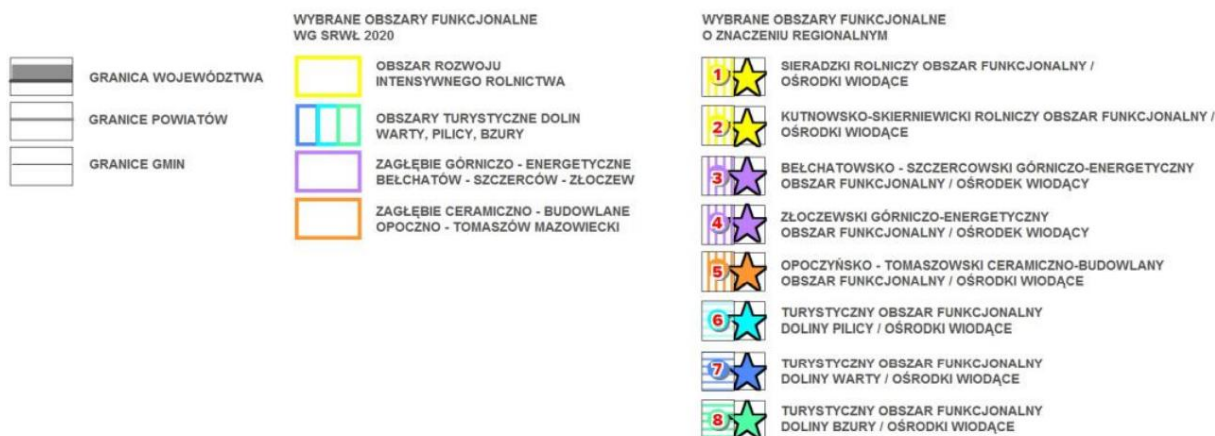 GRANICA WOJEWÓDZTWA
GRANICE POWIATÓW
GRANICE GMIN
WYBRANE OBSZARY FUNKCJONALNE
WG SRWŁ 2020
OBSZAR ROZWOJU
INTENSYWNEGO ROLNICTWA
OBSZARY TURYSTYCZNE DOLIN
WARTY, PILICY, BZURY
ZAGŁĘBIE GÓRNICZO - ENERGETYCZNE
BEŁCHATÓW - SZCZERCÓW - ZŁOCZEW
ZAGŁĘBIE CERAMICZNO - BUDOWLANE
OPOCZNO - TOMASZÓW MAZOWIECKI
WYBRANE OBSZARY FUNKCJONALNE
O ZNACZENIU REGIONALNYM
1
SIERADZKI ROLNICZY OBSZAR FUNKCJONALNY /
OŚRODKI WIODĄCE
2
KUTNOWSKO-SKIERNIEWICKI ROLNICZY OBSZAR FUNKCJONALNY /
OŚRODKI WIODĄCE
3
BEŁCHATOWSKO - SZCZERCOWSKI GÓRNICZO-ENERGETYCZNY
OBSZAR FUNKCJONALNY / OŚRODEK WIODĄCY
4
ZŁOCZEWSKI GÓRNICZO-ENERGETYCZNY
OBSZAR FUNKCJONALNY / OŚRODEK WIODĄCY
5
OPOCZYŃSKO - TOMASZOWSKI CERAMICZNO-BUDOWLANY
OBSZAR FUNKCJONALNY / OŚRODKI WIODĄCE
6
TURYSTYCZNY OBSZAR FUNKCJONALNY
DOLINY PILICY / OŚRODKI WIODĄCE
7
TURYSTYCZNY OBSZAR FUNKCJONALNY
DOLINY WARTY / OŚRODKI WIODĄCE
8
TURYSTYCZNY OBSZAR FUNKCJONALNY
DOLINY BZURY / OŚRODKI WIODĄCE